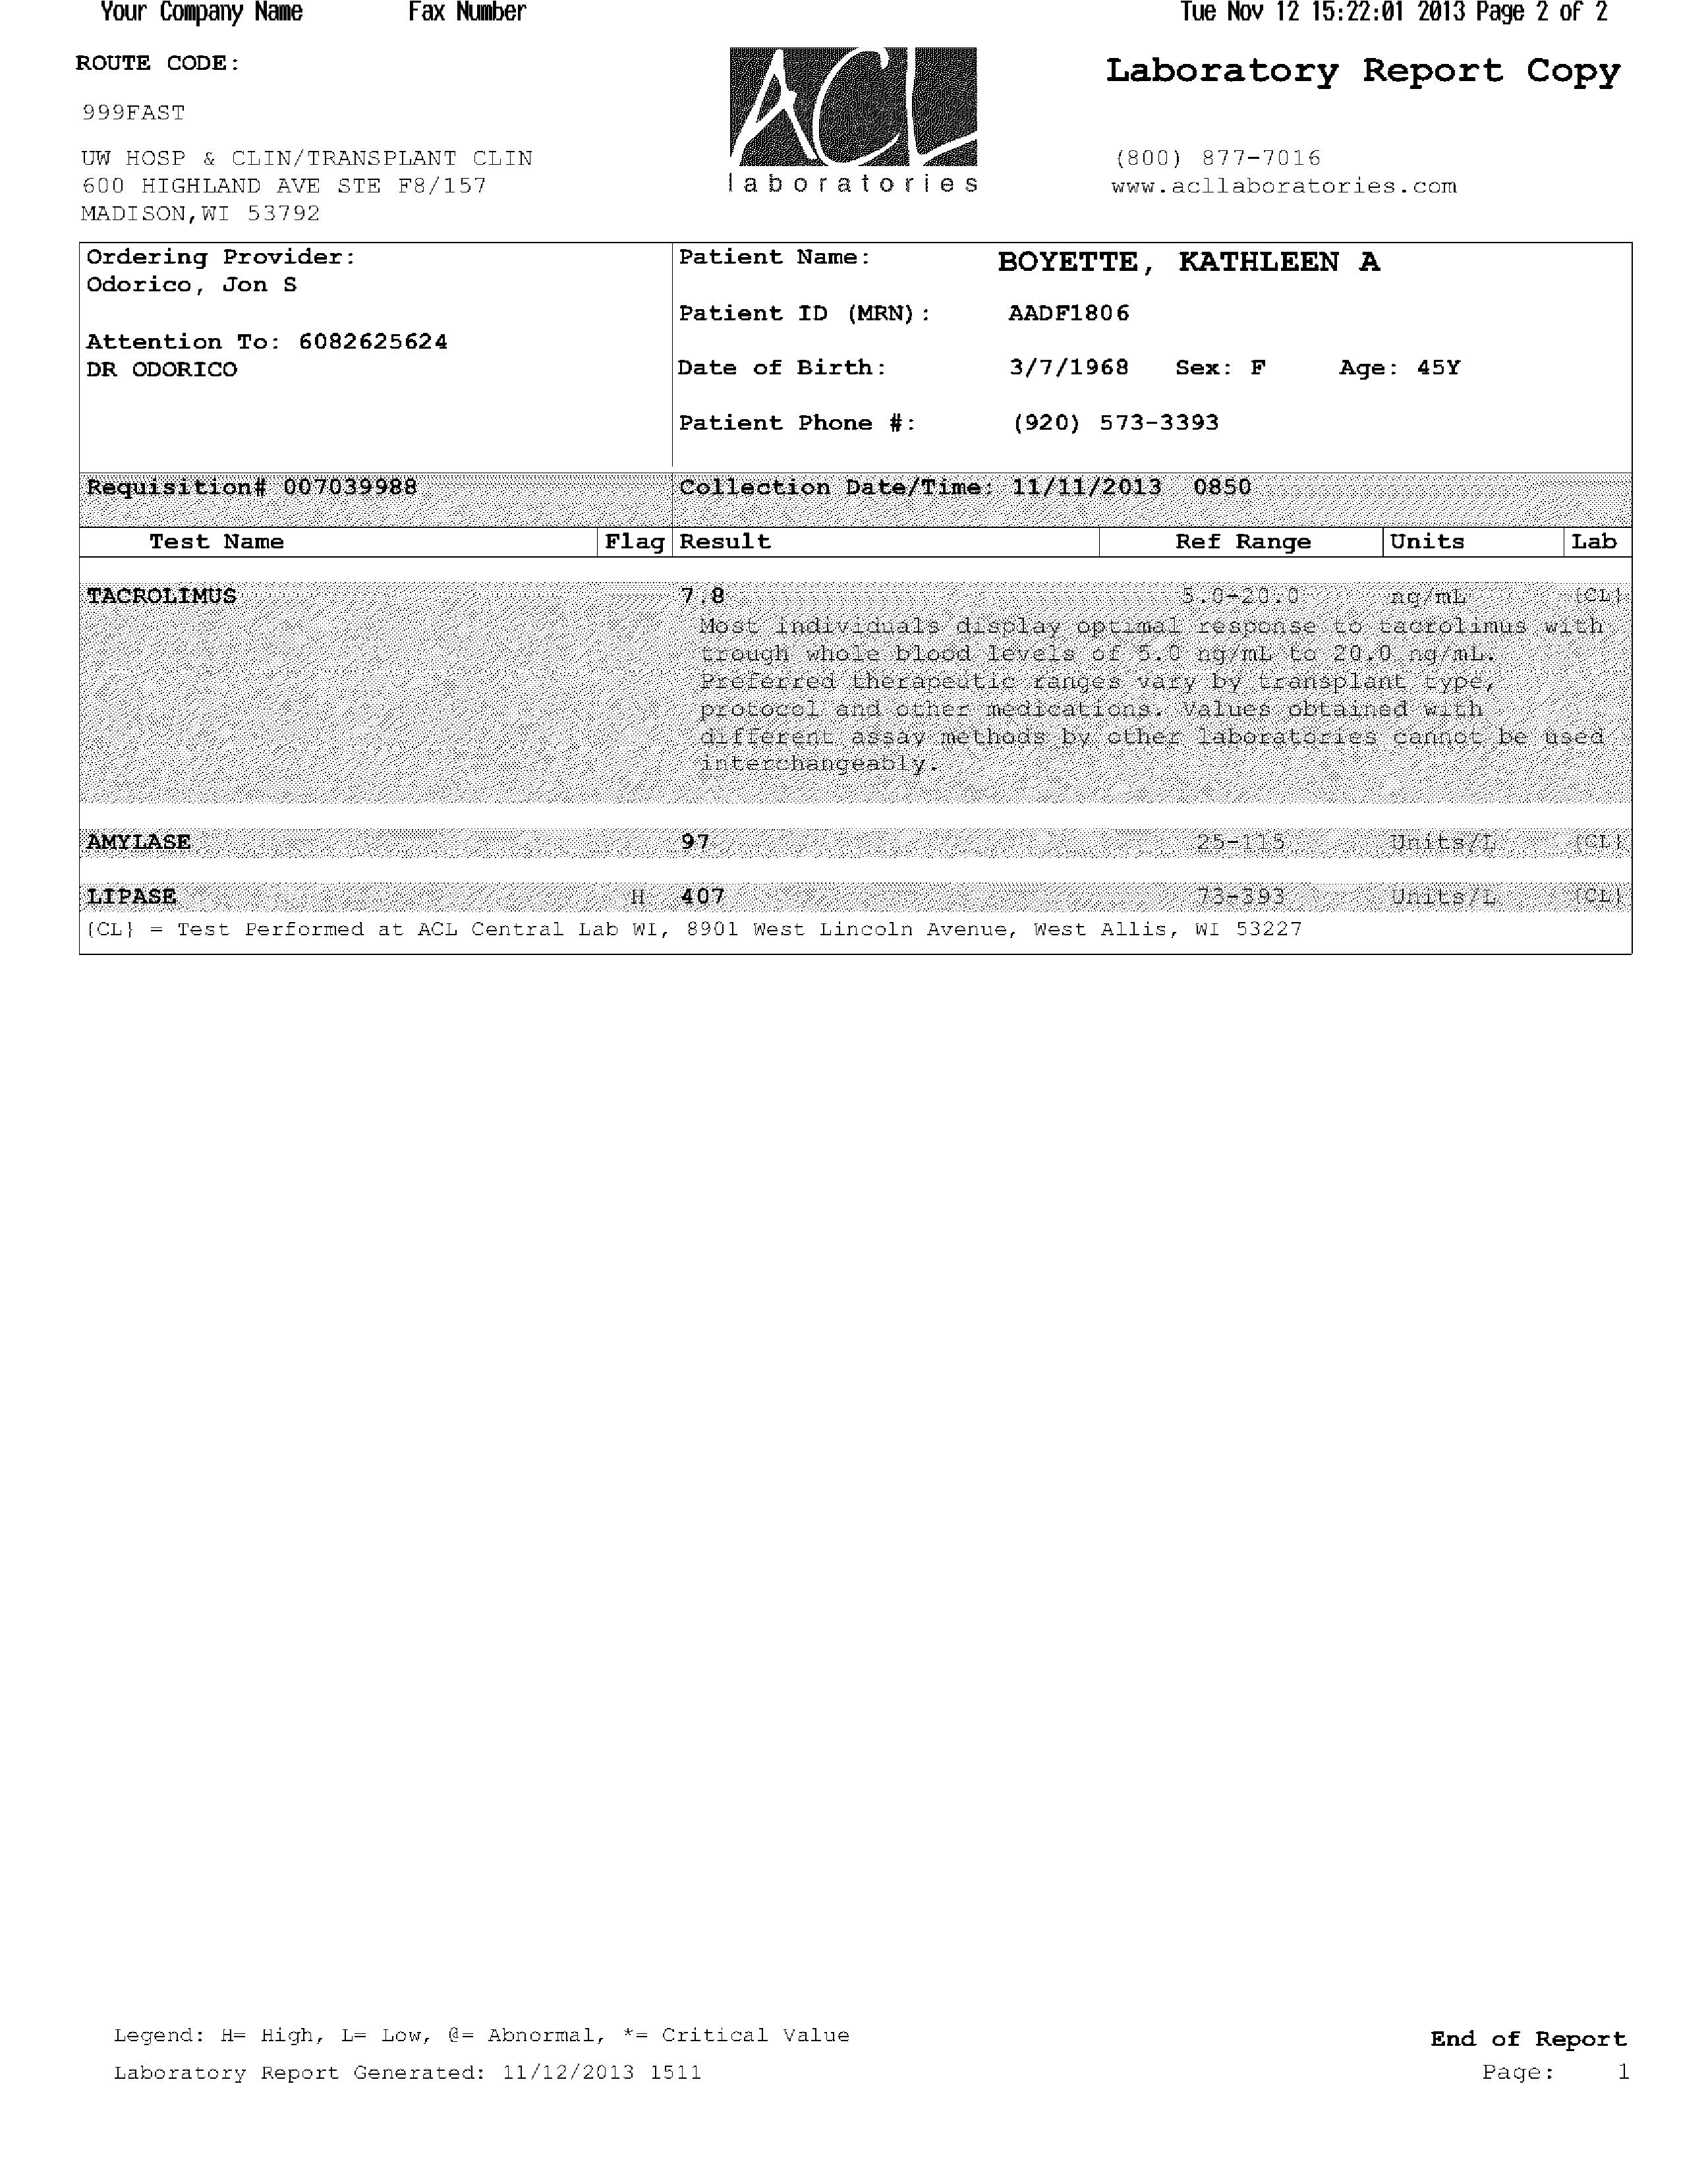 Your Company Name Fax Number Tue Nov 12 15:22:01 2013 Page 2 of 2
ROUTE CODE:
999FAST
UW HOSP & CLIN/TRANSPLANT CLIN
600 HIGHLAND AVE STE F8/157
MADISON,WI 53792
ACL
laboratories
Laboratory Report Copy
(800) 877-7016
www.acllaboratories.com
Ordering Provider:
Odorico, Jon S
Attention To: 6082625624
DR ODORICO
Patient Name: BOYETTE, KATHLEEN A
Patient ID (MRN): AADF1806
Date of Birth: 3/7/1968 Sex: F Age: 45Y
Patient Phone #: (920) 573-3393
Requisition# 007039988 Collection Date/Time: 11/11/2013 0850
Test Name Flag Result Ref Range Units Lab
TACROLIMUS 7.8 5.0-20.0 ng/mL {CL}
Most individuals display optimal response to tacrolimus with
trough whole blood levels of 5.0 ng/mL to 20.0 ng/mL.
Preferred therapeutic ranges vary by transplant type,
protocol and other medications. Values obtained with
different assay methods by other laboratories cannot be used
interchangeably.
AMYLASE 97 25-115 Units/L {CL}
LIPASE H 407 73-393 Units/L {CL}
{CL} = Test Performed at ACL Central Lab WI, 8901 West Lincoln Avenue, West Allis, WI 53227
Legend: H= High, L= Low, @= Abnormal, *= Critical Value
End of Report
Laboratory Report Generated: 11/12/2013 1511
Page: 1